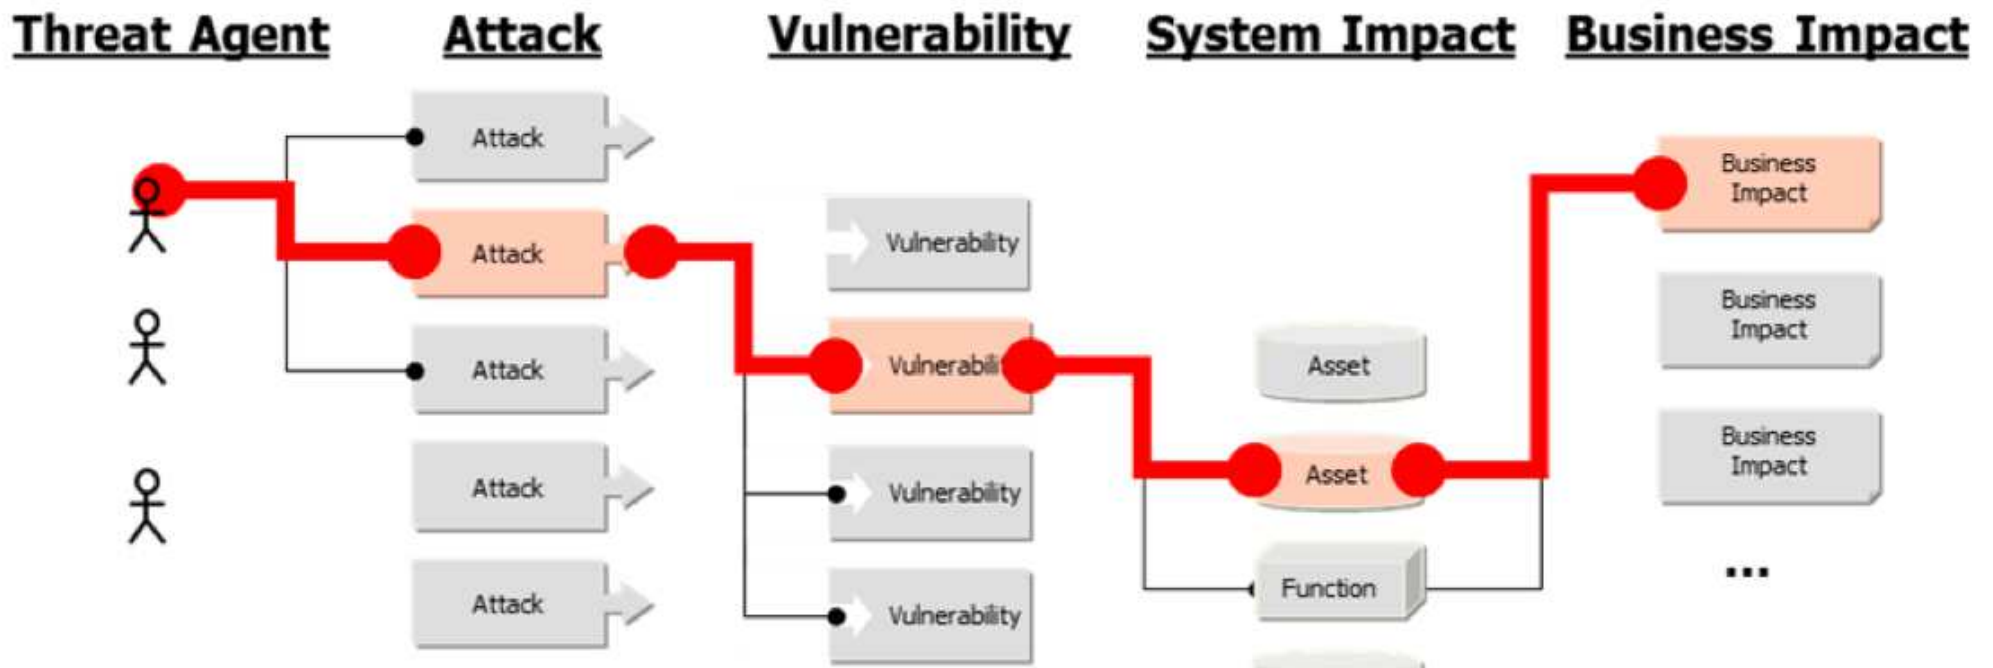 Threat Agent
Attack
Vulnerability
System Impact
Business Impact
Attack
Attack
Attack
Attack
Attack
Vulnerability
Vulnerabili
Vulnerability
Vulnerability
Asset
Asset
Function
Business
Impact
Business
Impact
Business
Impact
...